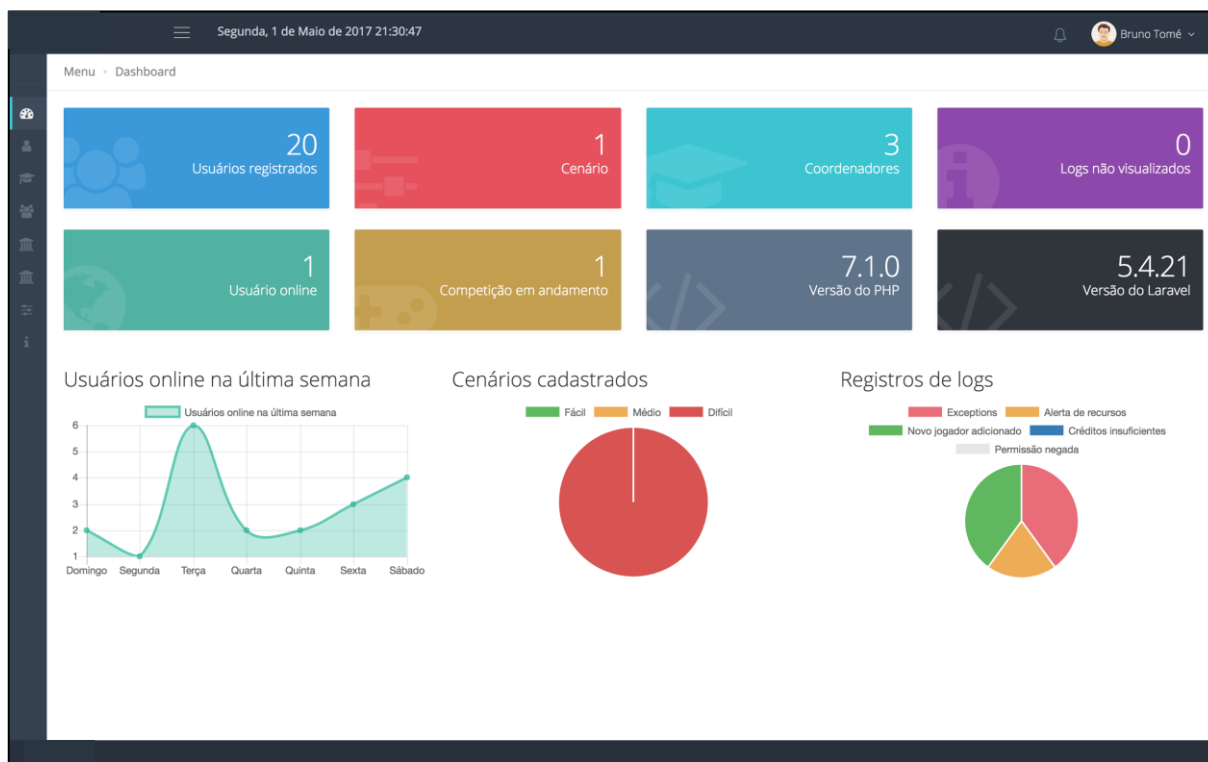 Segunda, 1 de Maio de 2017 21:30:47
Bruno Tomé
Menu Dashboard
20
Usuários registrados
1
Cenário
3
Coordenadores
0
Logs não visualizados
1
Usuário online
1
Competição em andamento
7.1.0
Versão do PHP
5.4.21
Versão do Laravel
Usuários online na última semana
Usuários online na última semana
6
5
4
3
2
1
Domingo Segunda Terça Quarta Quinta Sexta Sábado
Cenários cadastrados
Fácil Médio Difícil
Registros de logs
Exceptions Alerta de recursos
Novo jogador adicionado Créditos insuficientes
Permissão negada